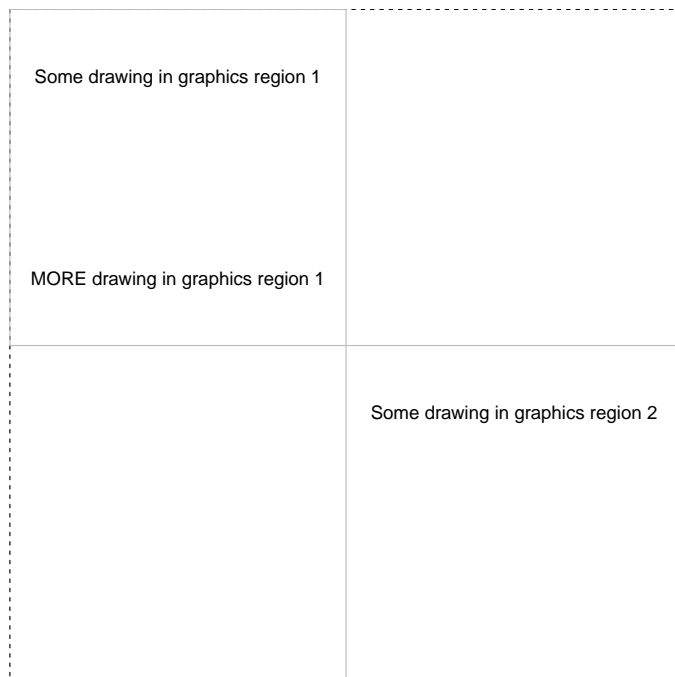 Some drawing in graphics region 1
MORE drawing in graphics region 1
Some drawing in graphics region 2